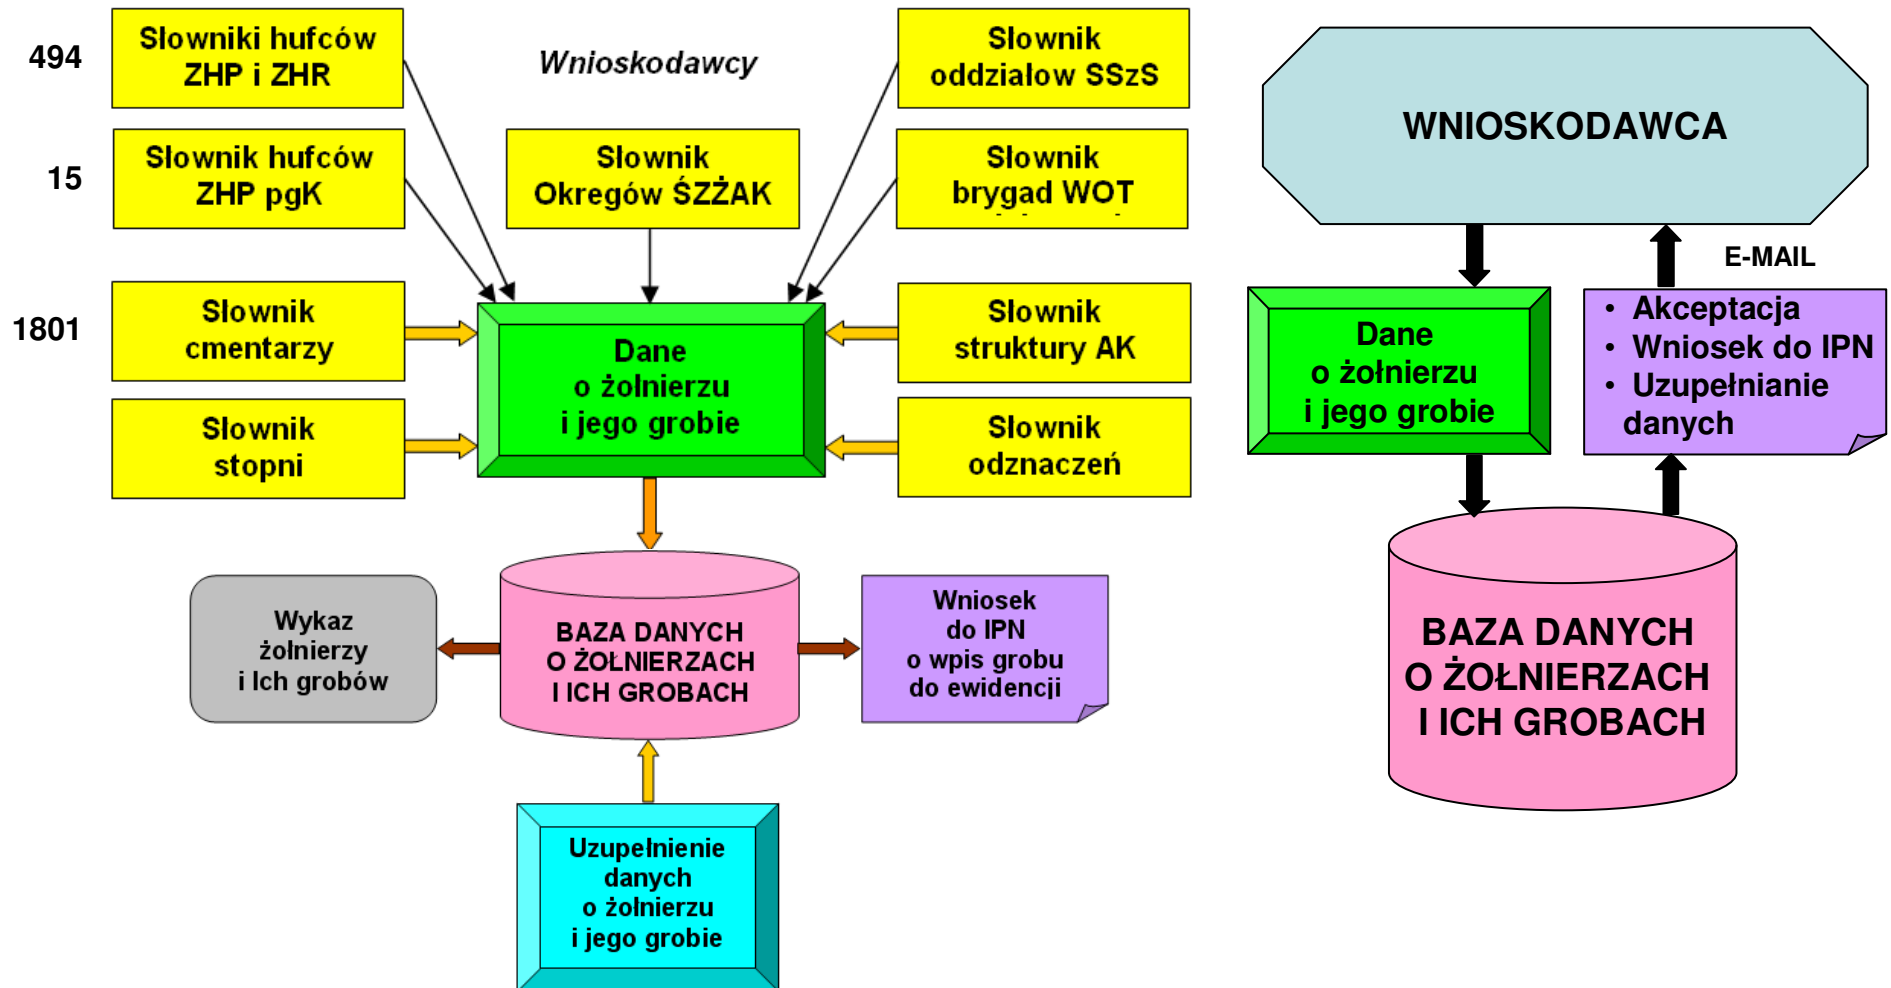 494
Słowniki hufców
ZHP i ZHR
Wnioskodawcy
Słownik
oddziałow SSzS
15
Słownik hufców
ZHP pgK
Słownik
Okregów ŚZŻAK
Słownik
brygad WOT
1801
Słownik
cmentarzy
Dane
o żołnierzu
i jego grobie
Słownik
struktury AK
Słownik
stopni
Słownik
odznaczeń
Wykaz
żołnierzy
i Ich grobów
BAZA DANYCH
O ŻOŁNIERZACH
I ICH GROBACH
Wniosek
do IPN
o wpis grobu
do ewidencji
Uzupełnienie
danych
o żołnierzu
i jego grobie
WNIOSKODAWCA
E-MAIL
Dane
o żołnierzu
i jego grobie
• Akceptacja
• Wniosek do IPN
• Uzupełnianie
danych
BAZA DANYCH
O ŻOŁNIERZACH
I ICH GROBACH